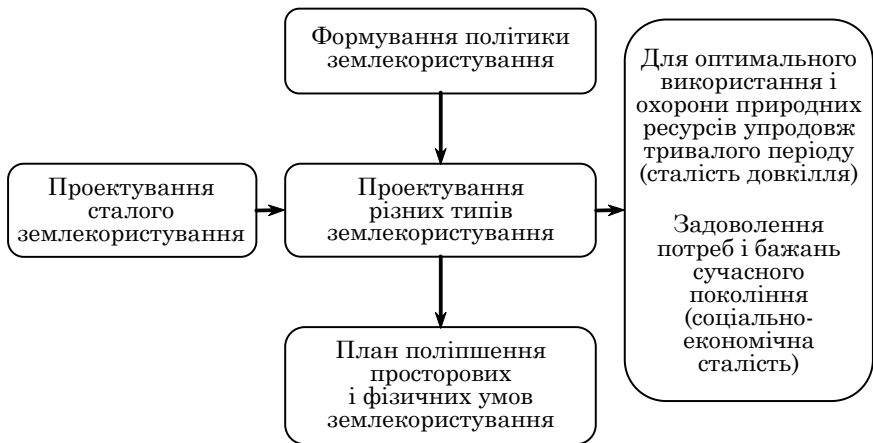 Формування політики
землекористування
Проектування
сталого
землекористування
Проектування
різних типів
землекористування
План поліпшення
просторових
і фізичних умов
землекористування
Для оптимального
використання і
охорони природних
ресурсів упродовж
тривалого періоду
(сталість довкілля)
Задоволення
потреб і бажань
сучасного
покоління
(соціально-
економічна
сталість)